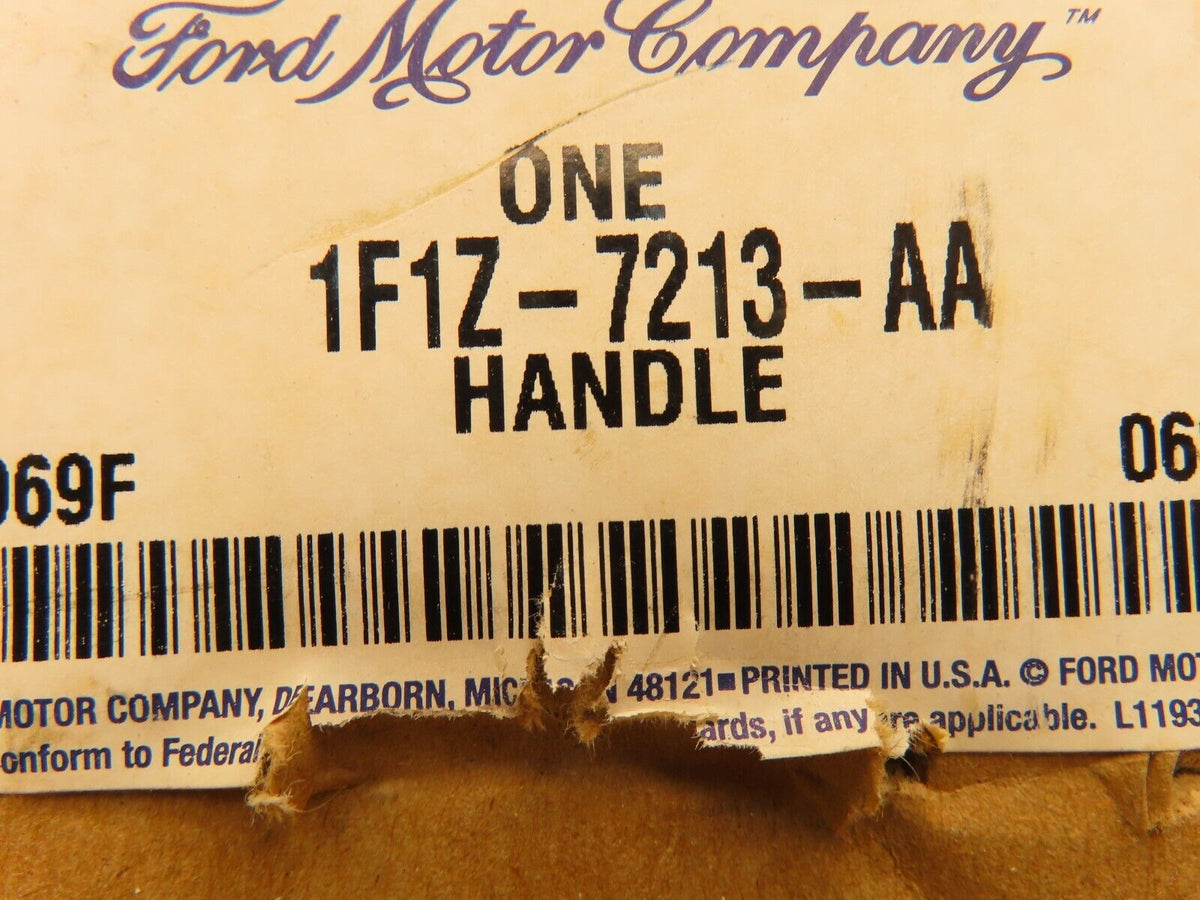 Ford Motor Company™
ONE
1F1Z-7213-AA
HANDLE
069F 06
MOTOR COMPANY, DEARBORN, 48121■PRINTED IN U.S.A. © FORD MOT
onform to Federal ards, if any are applicable. L1193